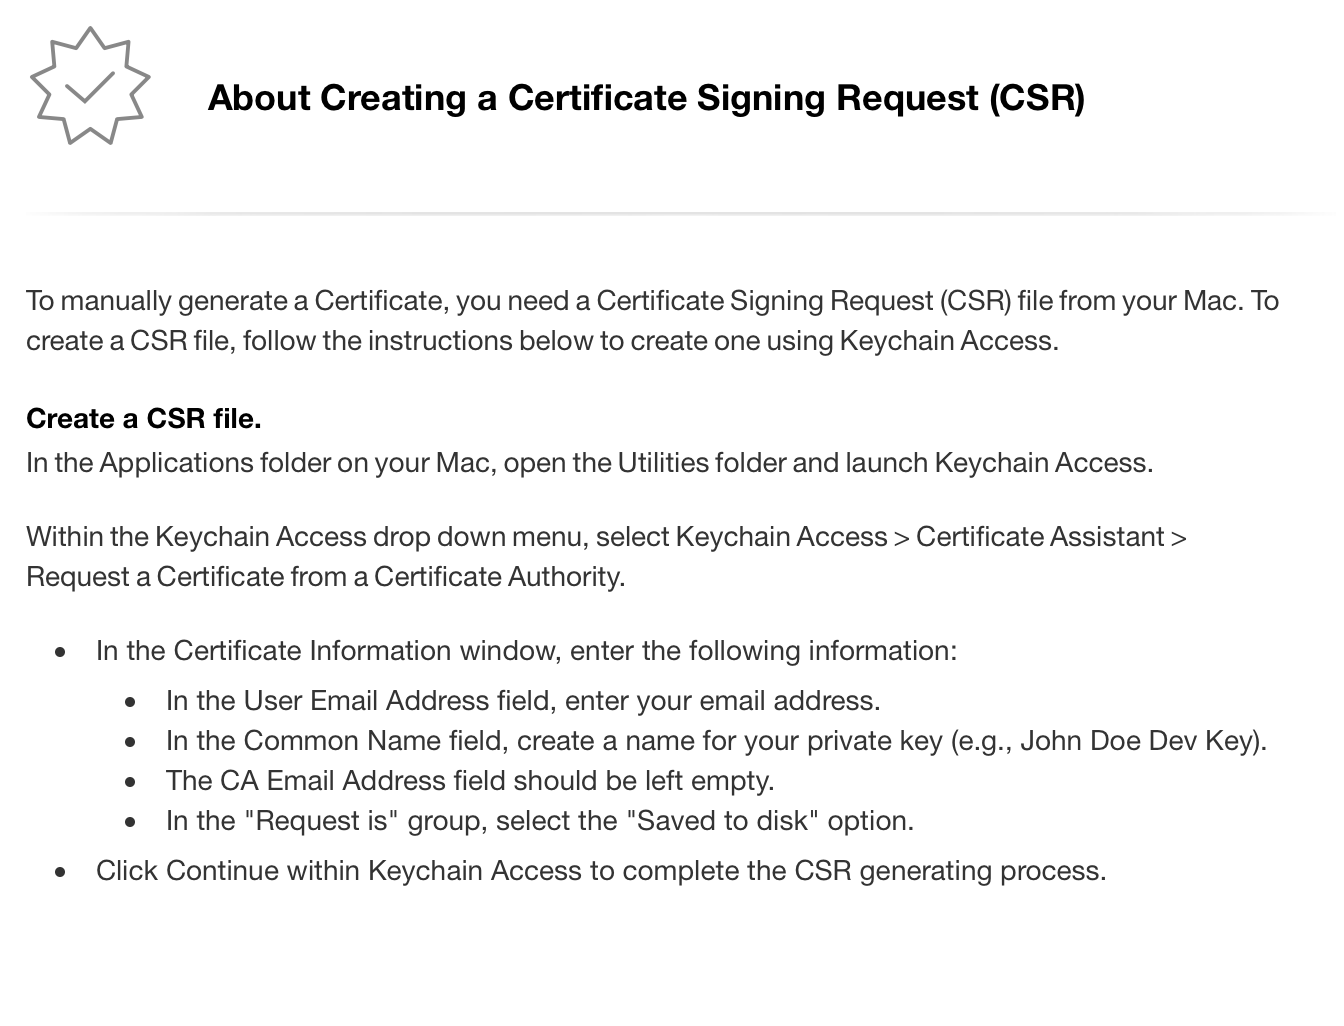 About Creating a Certificate Signing Request (CSR)
To manually generate a Certificate, you need a Certificate Signing Request (CSR) file from your Mac. To
create a CSR file, follow the instructions below to create one using Keychain Access.
Create a CSR file.
In the Applications folder on your Mac, open the Utilities folder and launch Keychain Access.
Within the Keychain Access drop down menu, select Keychain Access > Certificate Assistant >
Request a Certificate from a Certificate Authority.
• In the Certificate Information window, enter the following information:
• In the User Email Address field, enter your email address.
• In the Common Name field, create a name for your private key (e.g., John Doe Dev Key).
• The CA Email Address field should be left empty.
• In the "Request is" group, select the "Saved to disk" option.
• Click Continue within Keychain Access to complete the CSR generating process.